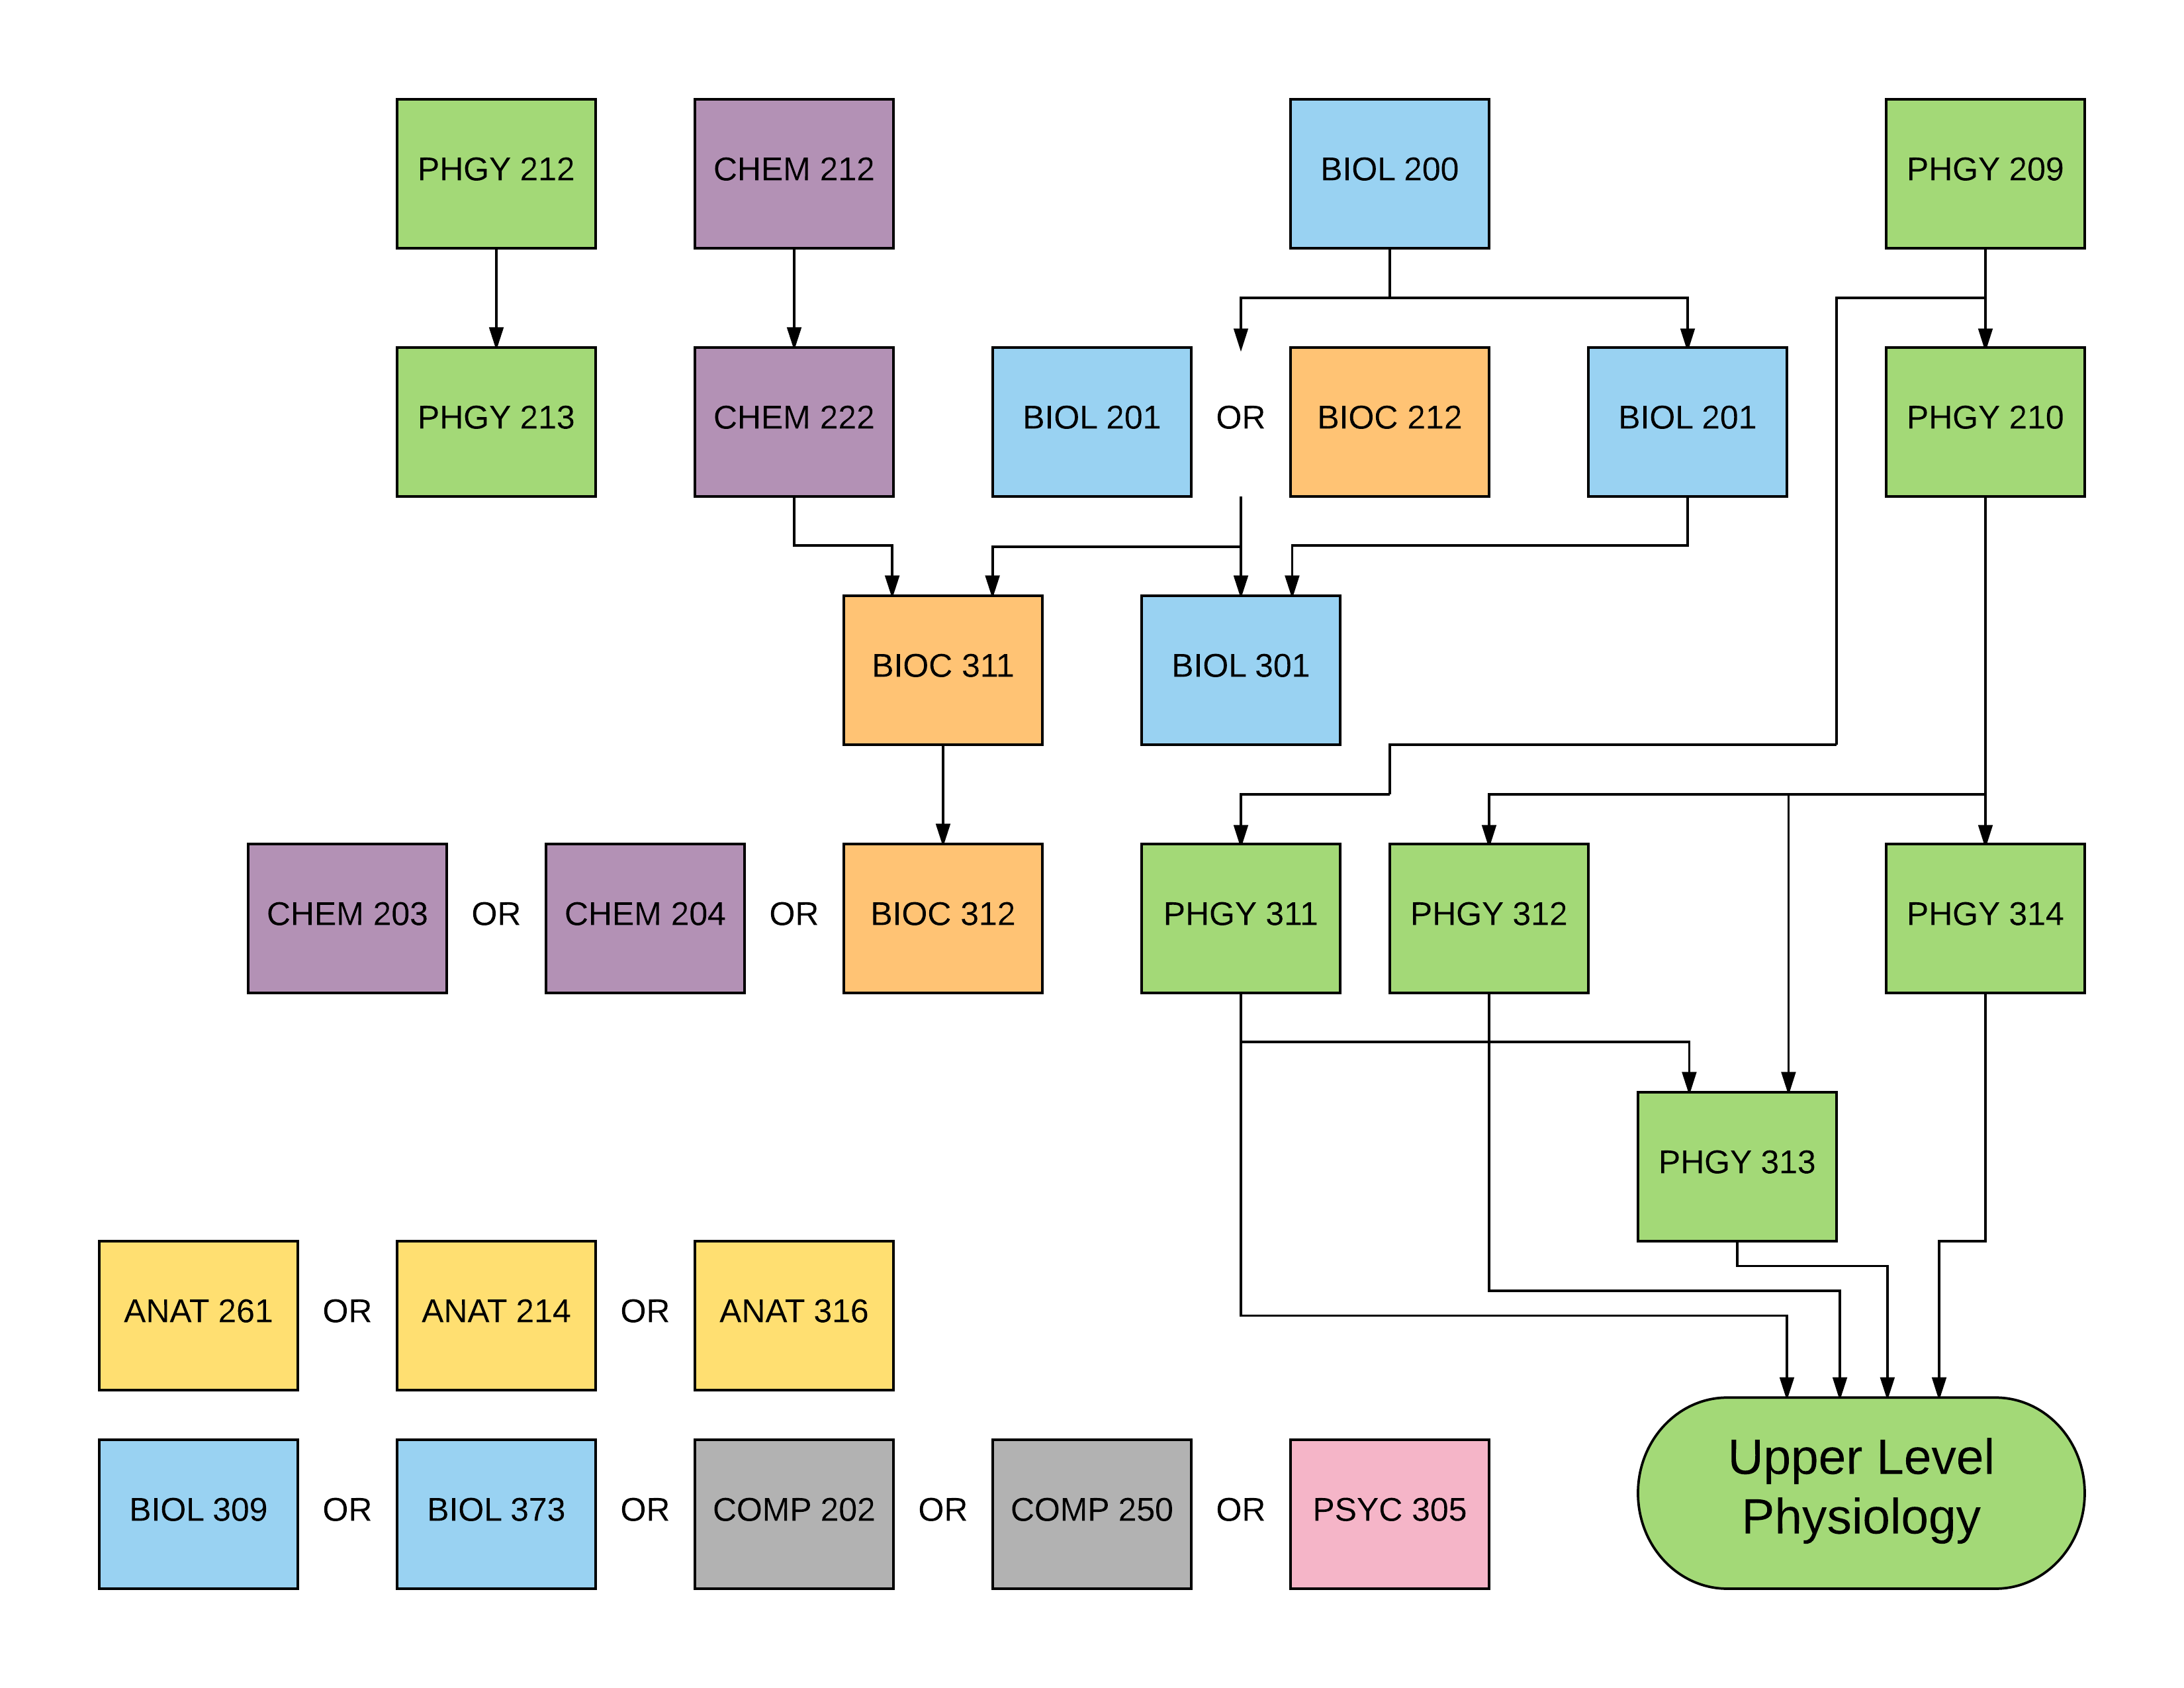 PHGY 212
CHEM 212
BIOL 200
PHGY 209
PHGY 213
CHEM 222
BIOL 201
OR
BIOC 212
BIOL 201
PHGY 210
BIOC 311
BIOL 301
CHEM 203
OR
CHEM 204
OR
BIOC 312
PHGY 311
PHGY 312
PHGY 314
PHGY 313
ANAT 261
OR
ANAT 214
OR
ANAT 316
BIOL 309
OR
BIOL 373
OR
COMP 202
OR
COMP 250
OR
PSYC 305
Upper Level
Physiology